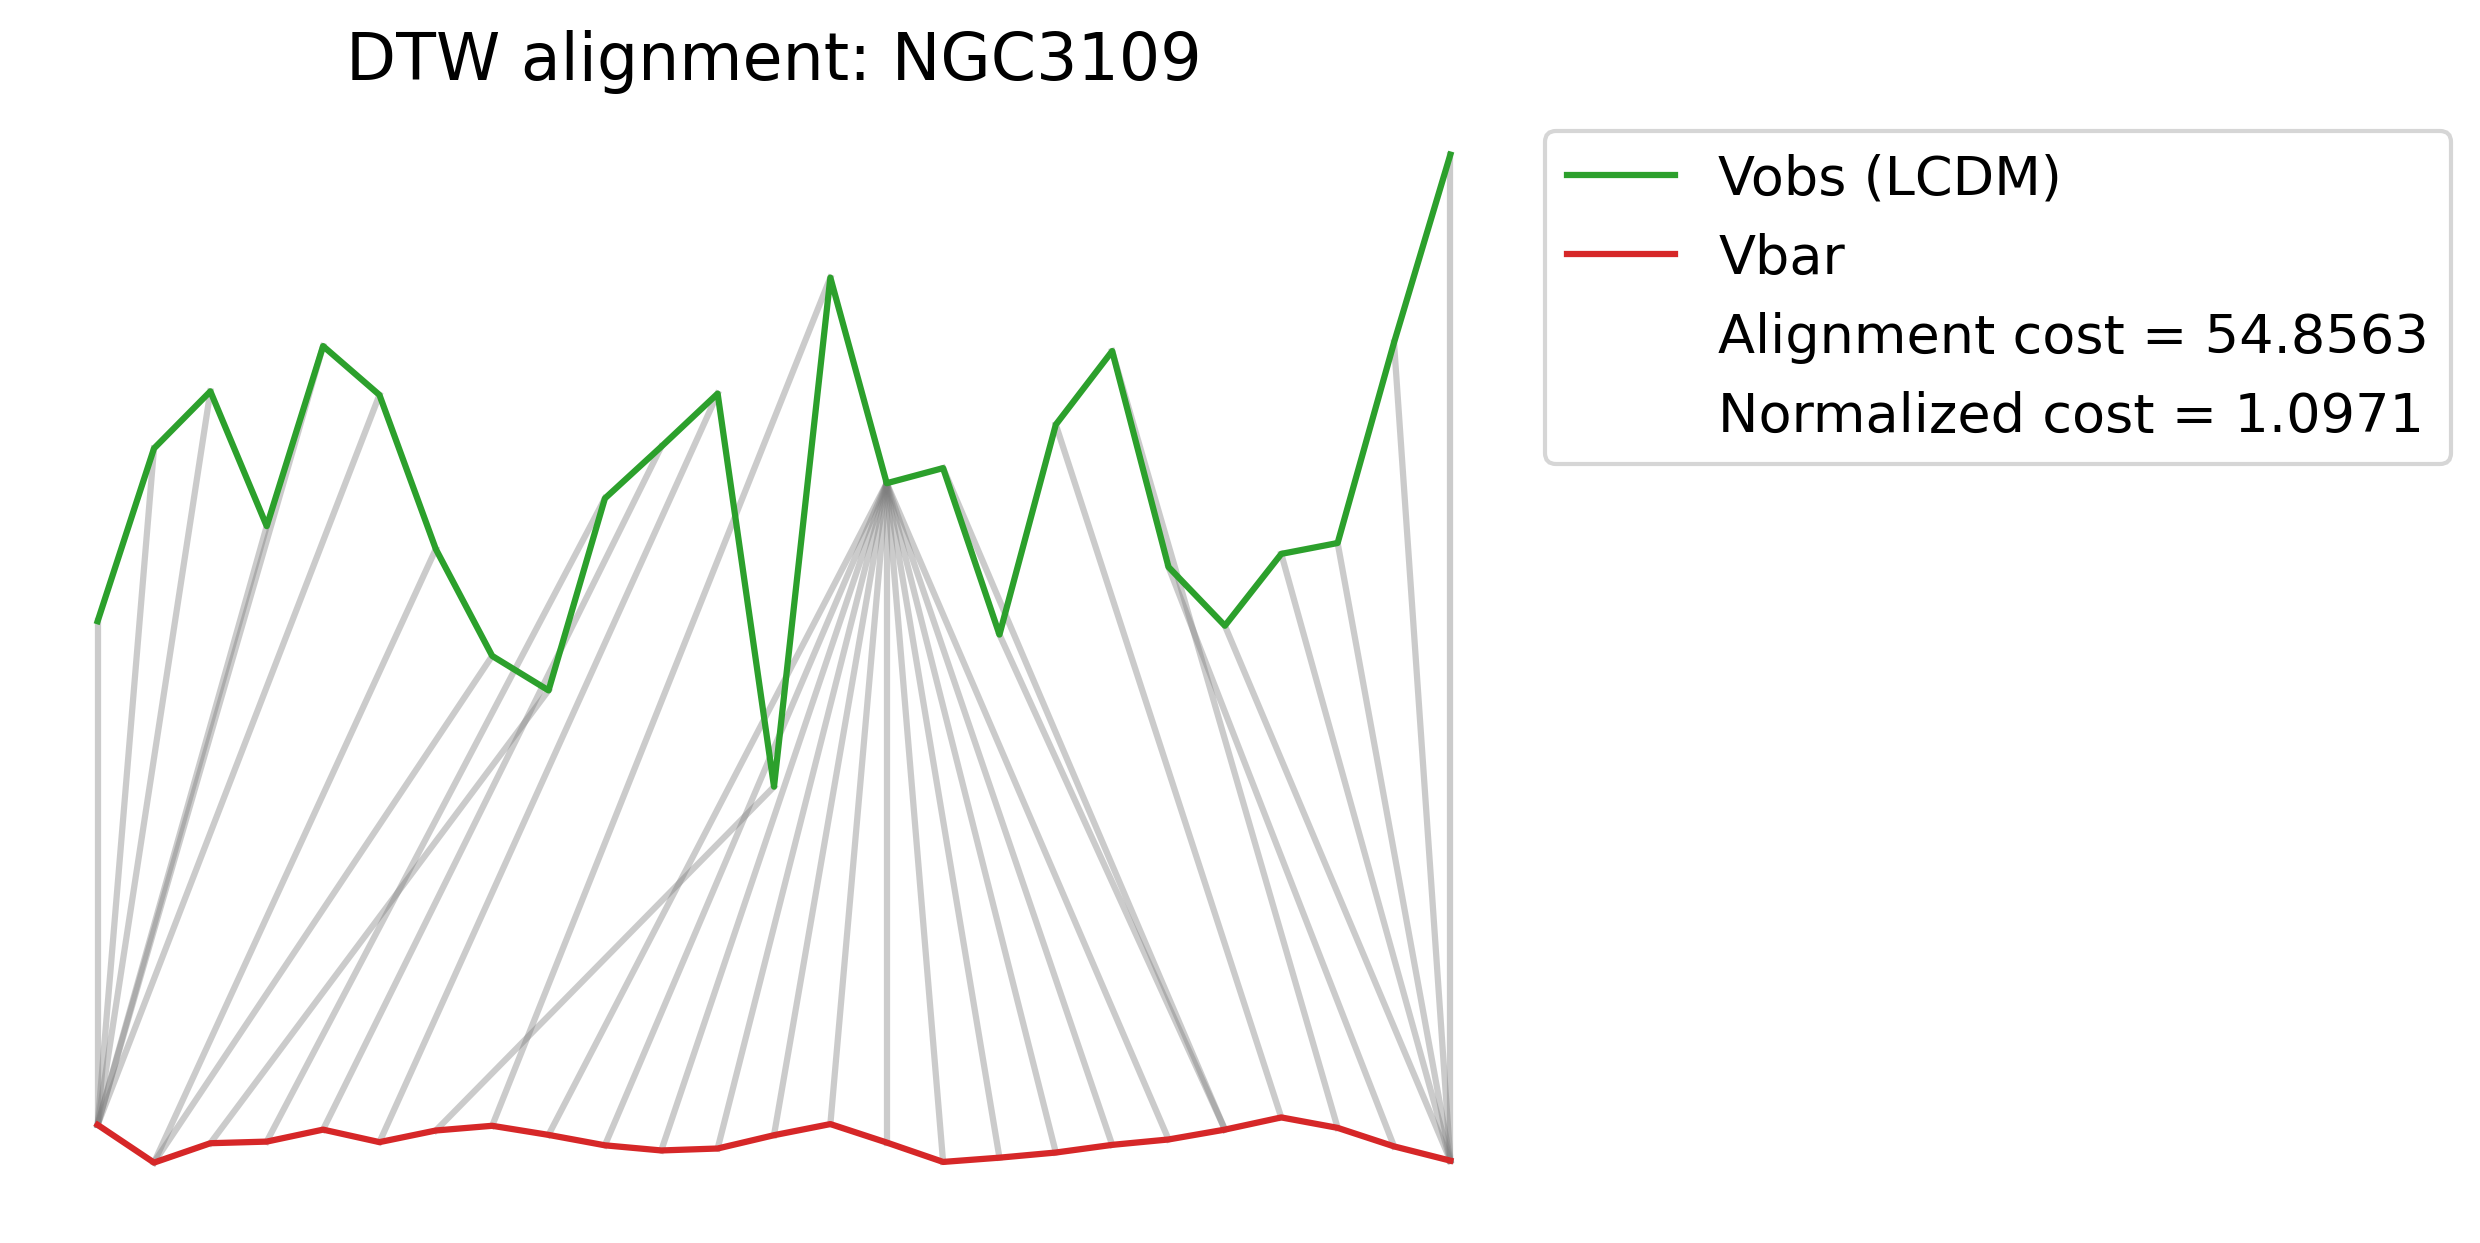 DTW alignment: NGC3109
Vobs (LCDM)
Vbar
Alignment cost = 54.8563
Normalized cost = 1.0971